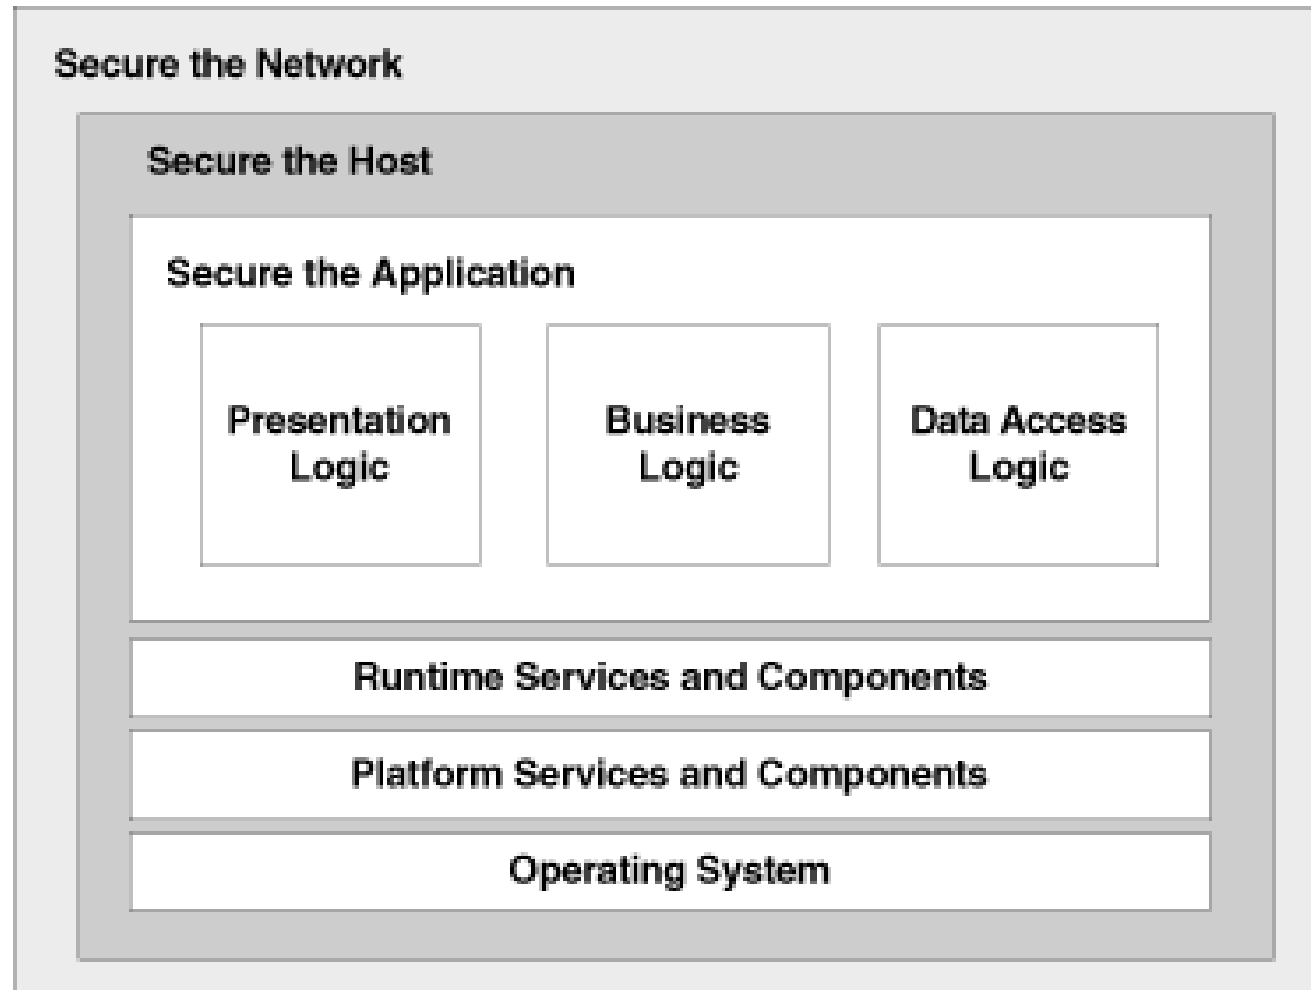 Secure the Network
Secure the Host
Secure the Application
Presentation
Logic
Business
Logic
Data Access
Logic
Runtime Services and Components
Platform Services and Components
Operating System